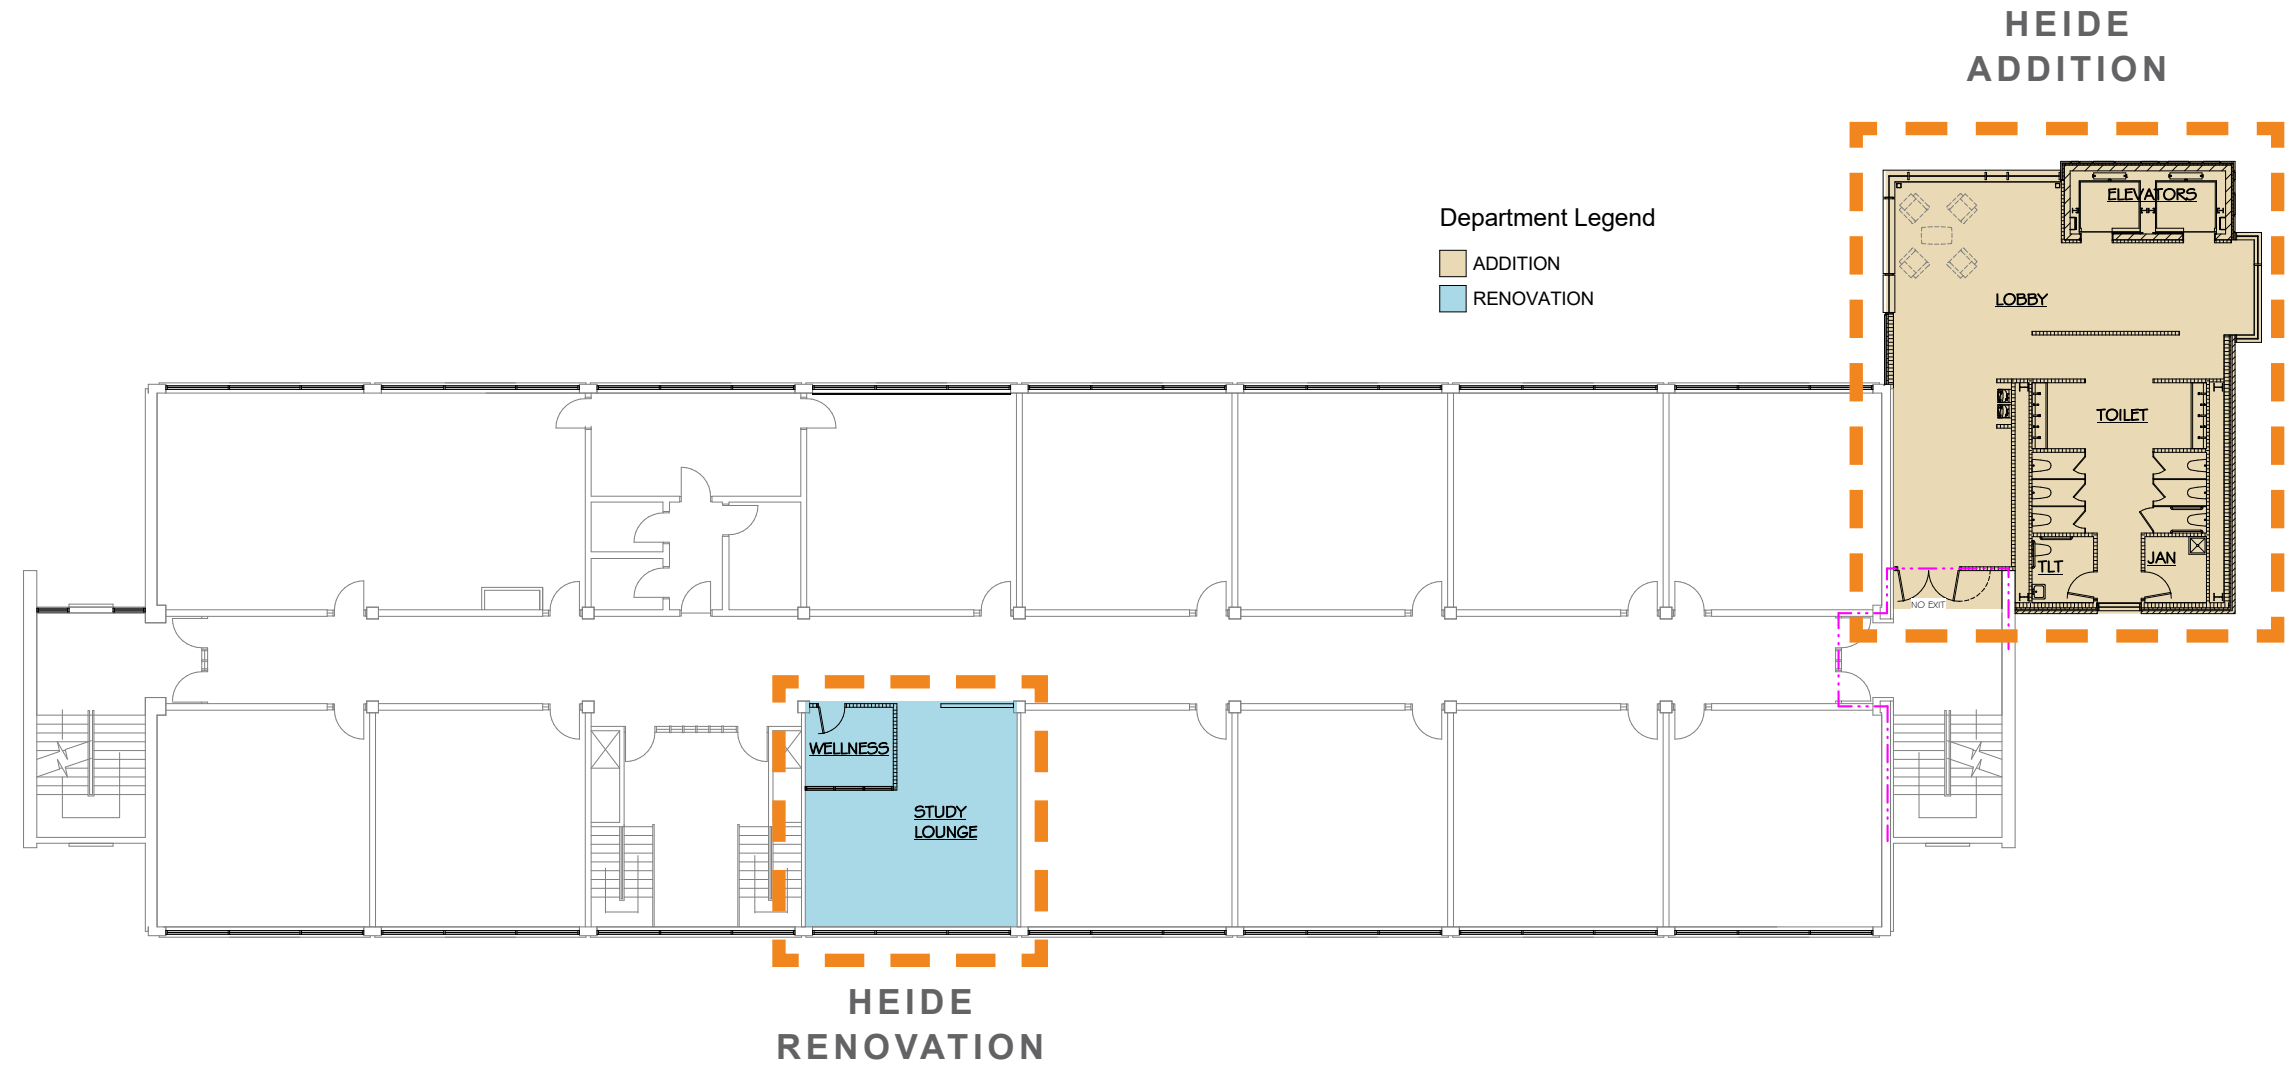 HEIDE
ADDITION
Department Legend
ADDITION
RENOVATION
ELEVATORS
LOBBY
TOILET
JAN
TLT
NO EXIT
WELLNESS
STUDY
LOUNGE
HEIDE
RENOVATION